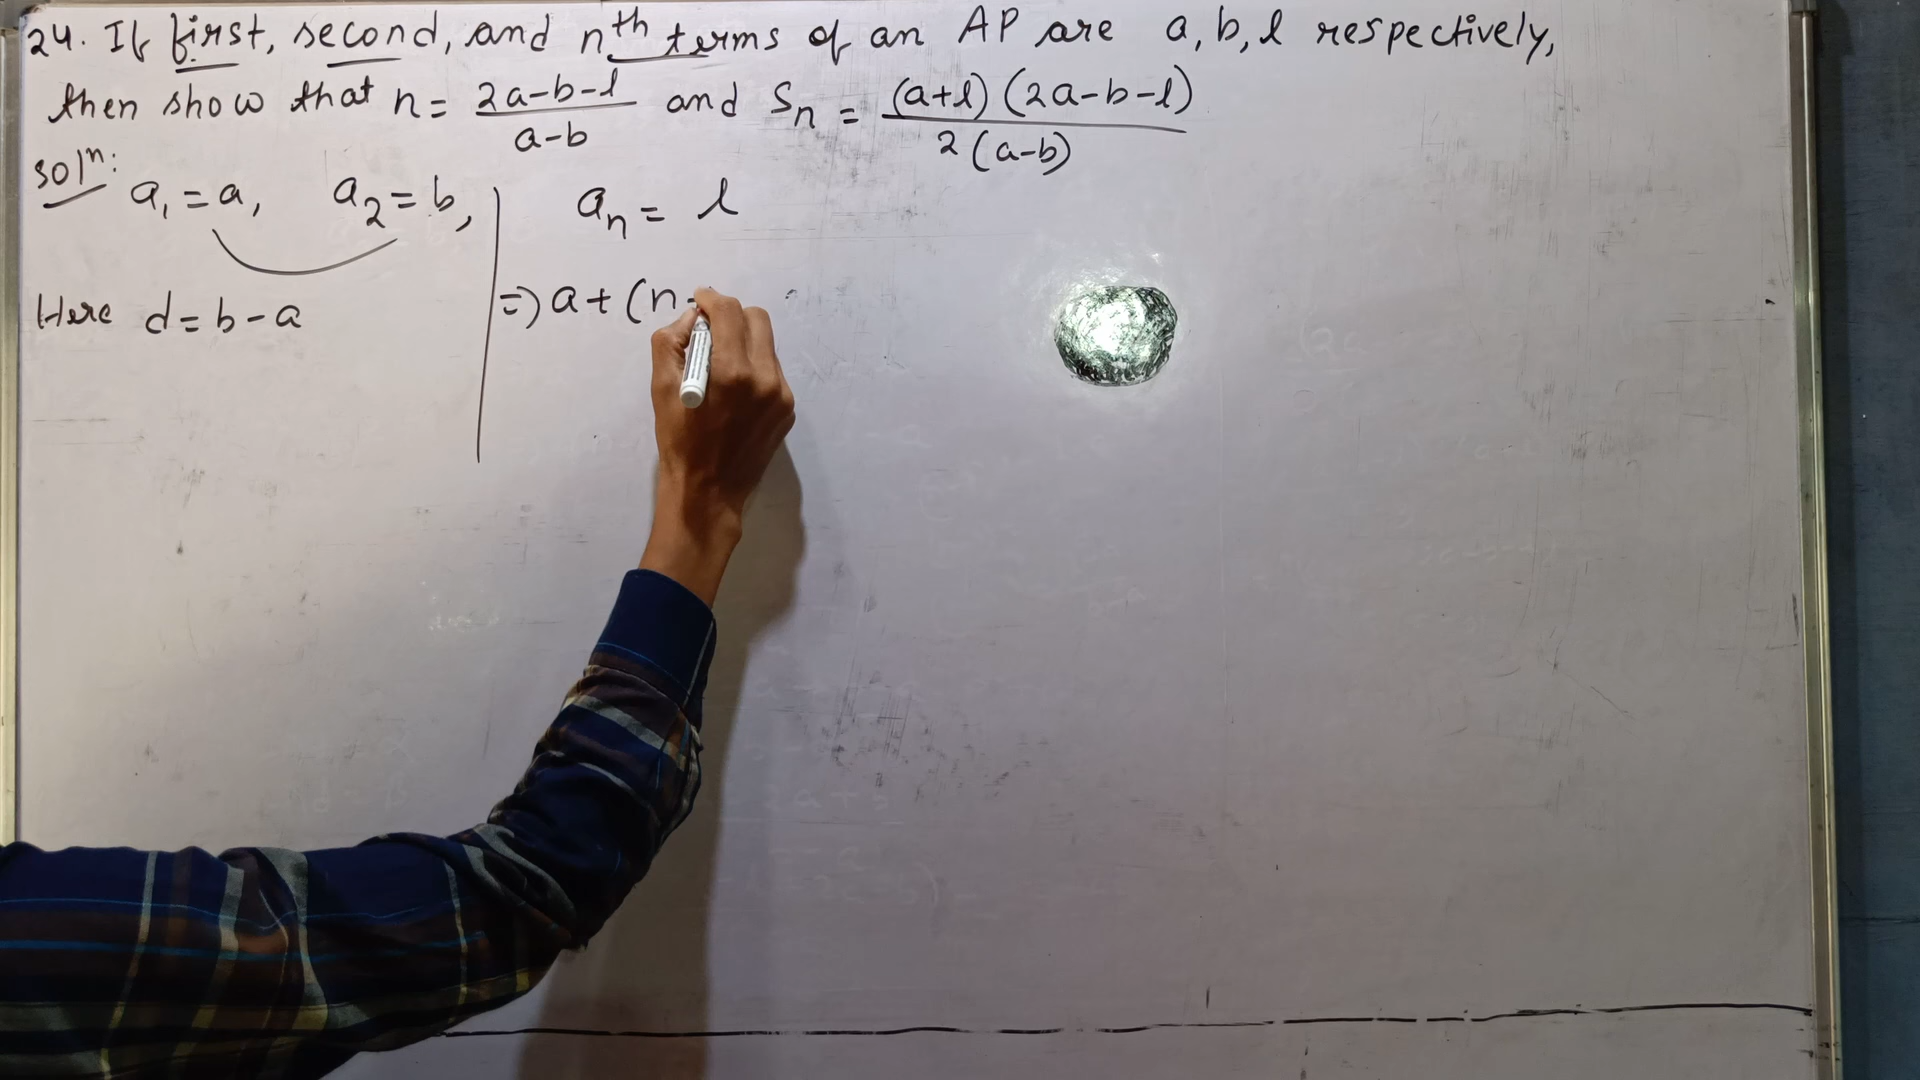 24. If first, second, and nth terms of an AP are a, b, l respectively,
then show that n = (2a-b-l)/(a-b) and Sn = (a+l)(2a-b-l)/(2(a-b))
Soln: a1 = a, a2 = b,
Here d = b - a
an = l
=) a + (n -